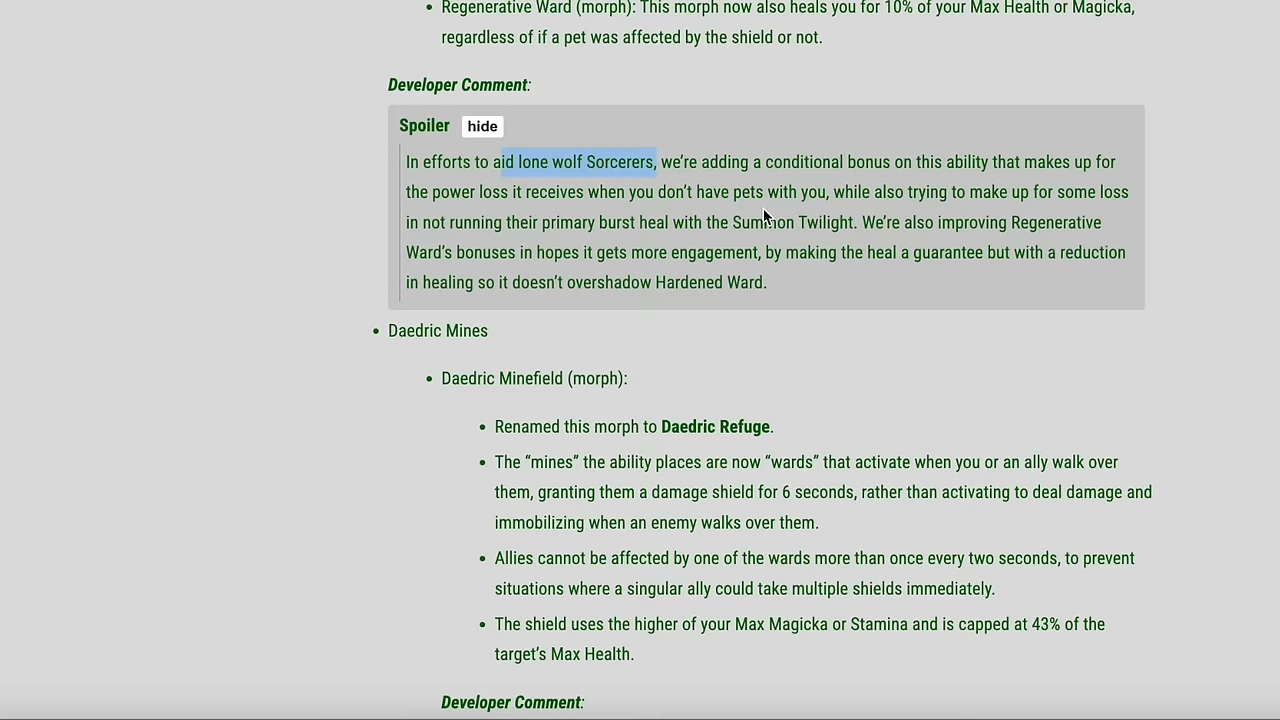 Regenerative Ward (morph): This morph now also heals you for 10% of your Max Health or Magicka,
regardless of if a pet was affected by the shield or not.
Developer Comment:
Spoiler hide
In efforts to aid lone wolf Sorcerers, we’re adding a conditional bonus on this ability that makes up for
the power loss it receives when you don’t have pets with you, while also trying to make up for some loss
in not running their primary burst heal with the Summon Twilight. We’re also improving Regenerative
Ward’s bonuses in hopes it gets more engagement, by making the heal a guarantee but with a reduction
in healing so it doesn’t overshadow Hardened Ward.
• Daedric Mines
• Daedric Minefield (morph):
• Renamed this morph to Daedric Refuge.
• The “mines” the ability places are now “wards” that activate when you or an ally walk over
them, granting them a damage shield for 6 seconds, rather than activating to deal damage and
immobilizing when an enemy walks over them.
• Allies cannot be affected by one of the wards more than once every two seconds, to prevent
situations where a singular ally could take multiple shields immediately.
• The shield uses the higher of your Max Magicka or Stamina and is capped at 43% of the
target’s Max Health.
Developer Comment: